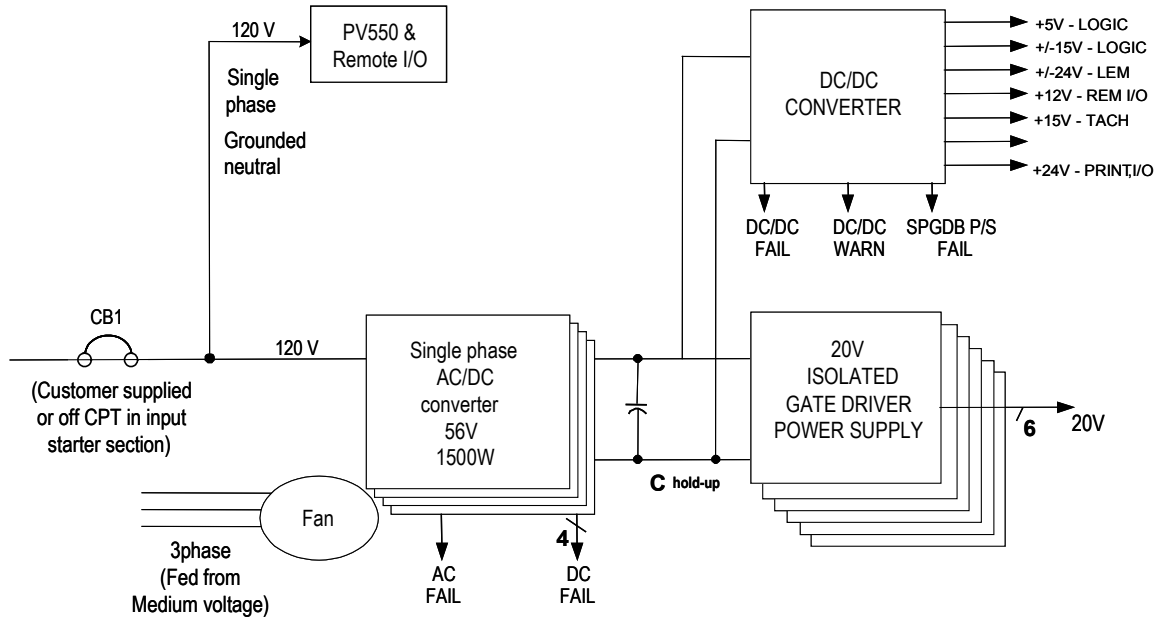 120 V
PV550 &
Remote I/O
Single
phase
Grounded
neutral
DC/DC
CONVERTER
+5V - LOGIC
+/-15V - LOGIC
+/-24V - LEM
+12V - REM I/O
+15V - TACH
+24V - PRINT,I/O
DC/DC
FAIL
DC/DC
WARN
SPGDB P/S
FAIL
CB1
(Customer supplied
or off CPT in input
starter section)
120 V
Single phase
AC/DC
converter
56V
1500W
C hold-up
20V
ISOLATED
GATE DRIVER
POWER SUPPLY
6
20V
Fan
3phase
(Fed from
Medium voltage)
4
AC
FAIL
DC
FAIL